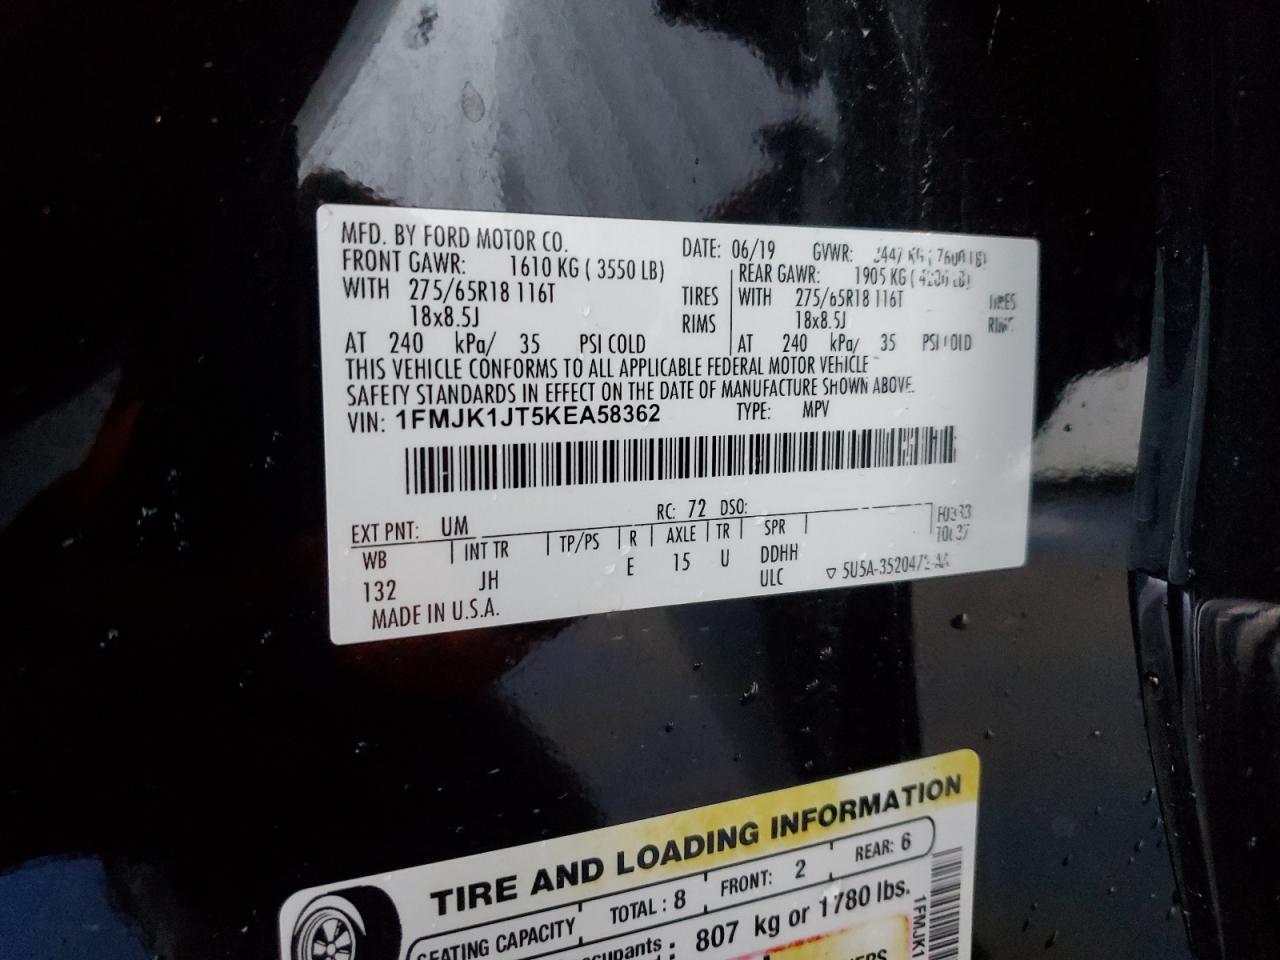 MFD. BY FORD MOTOR CO. DATE: 06/19 GVWR:
FRONT GAWR: 1610 KG ( 3550 LB) REAR GAWR: 1905 KG
WITH 275/65R18 116T TIRES WITH 275/65R18 116T TIRES
18x8.5J RIMS 18x8.5J
AT 240 kPa/ 35 PSI COLD AT 240 kPa/ 35 PSI COLD
THIS VEHICLE CONFORMS TO ALL APPLICABLE FEDERAL MOTOR VEHICLE
SAFETY STANDARDS IN EFFECT ON THE DATE OF MANUFACTURE SHOWN ABOVE.
VIN: 1FMJK1JT5KEA58362 TYPE: MPV
EXT PNT: UM RC: 72 DSO:
WB INT TR TP/PS R AXLE TR SPR
132 JH E 15 U DDHH
ULC
MADE IN U.S.A.
TIRE AND LOADING INFORMATION
SEATING CAPACITY TOTAL : 8 FRONT: 2 REAR: 6
807 kg or 1780 lbs.
1FMJK1